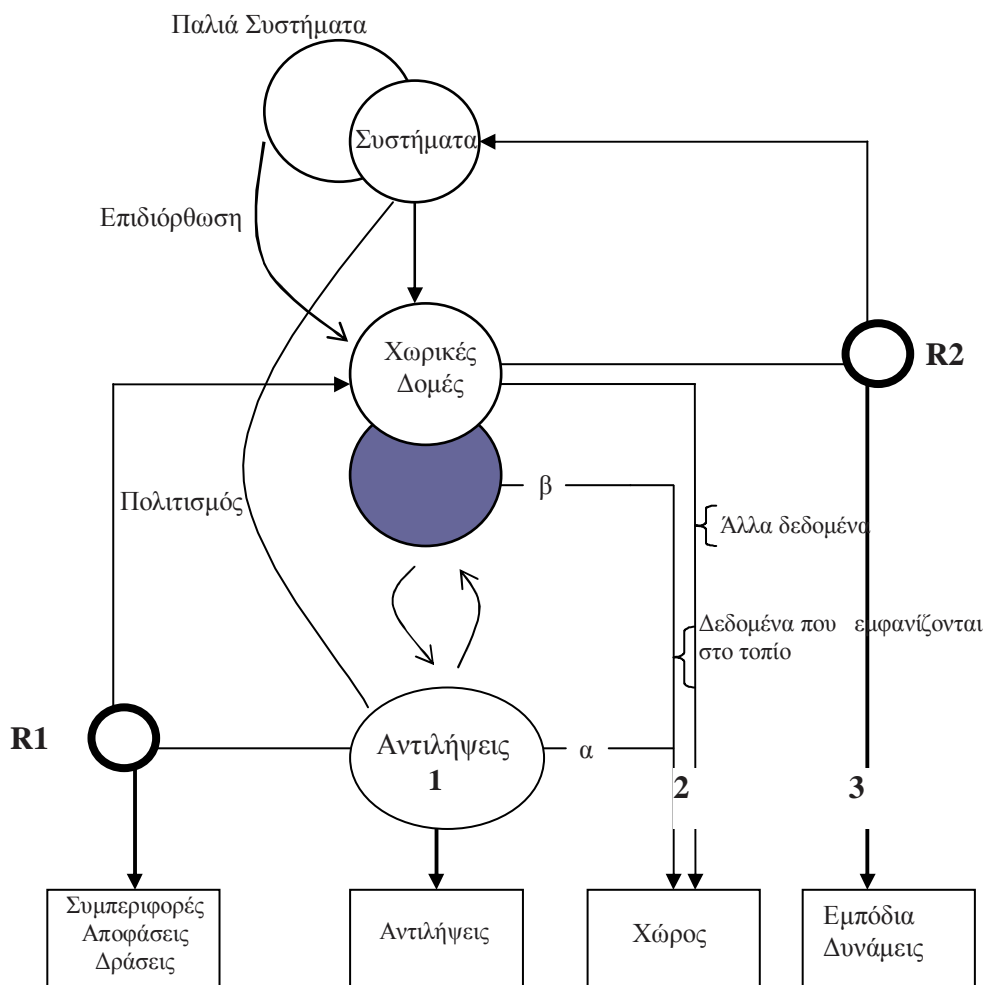 Παλιά Συστήματα
Συστήματα
Επιδιόρθωση
Χωρικές
Δομές
R2
Πολιτισμός
β
Άλλα δεδομένα
Δεδομένα που εμφανίζονται
στο τοπίο
R1
Αντιλήψεις
1
α
2
3
Συμπεριφορές
Αποφάσεις
Δράσεις
Αντιλήψεις
Χώρος
Εμπόδια
Δυνάμεις